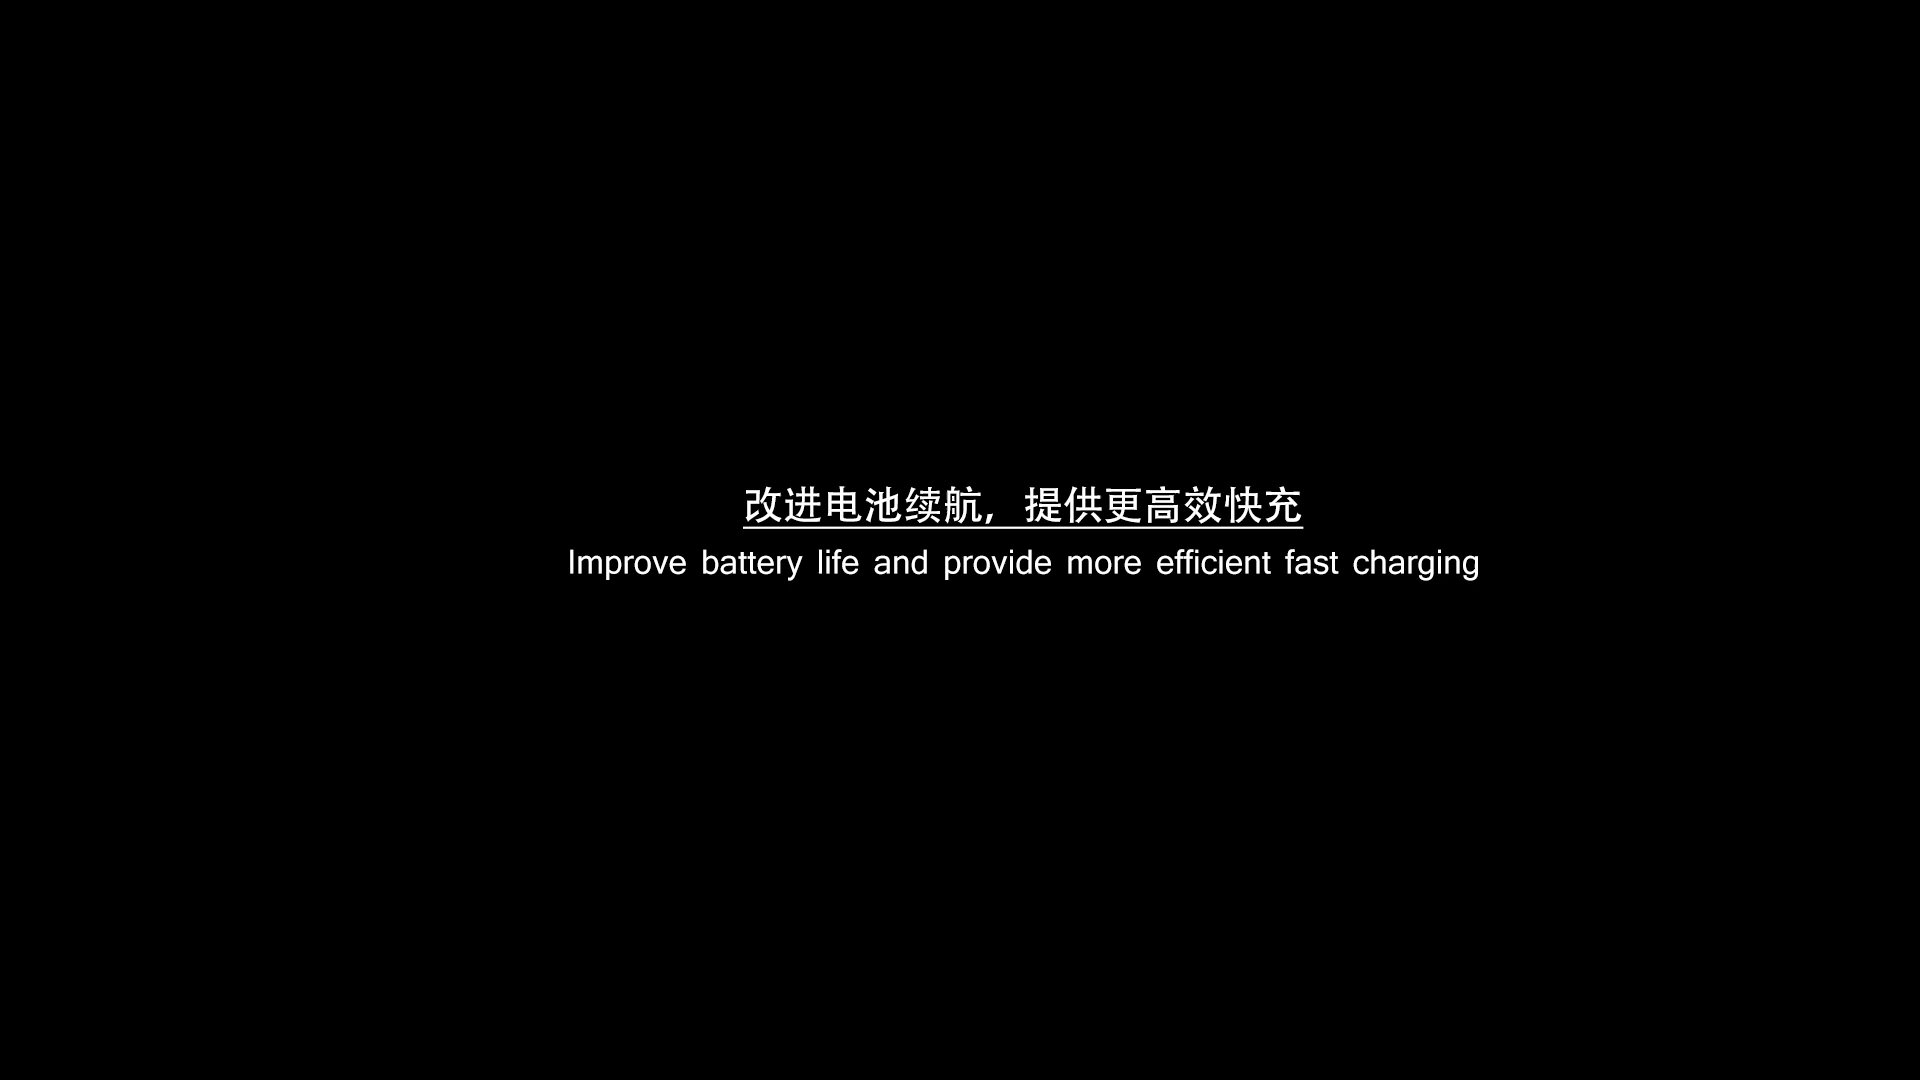 改进电池续航，提供更高效快充
Improve battery life and provide more efficient fast charging